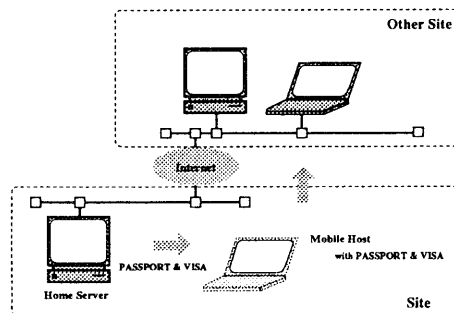 Other Site
Internet
Mobile Host
with PASSPORT & VISA
PASSPORT & VISA
Home Server
Site